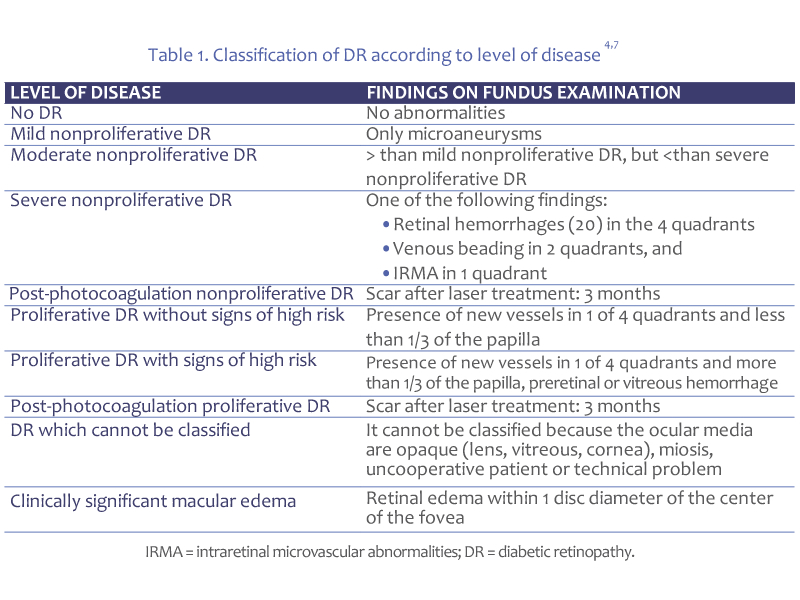 Table 1. Classification of DR according to level of disease 4,7
LEVEL OF DISEASE FINDINGS ON FUNDUS EXAMINATION
No DR No abnormalities
Mild nonproliferative DR Only microaneurysms
Moderate nonproliferative DR > than mild nonproliferative DR, but <than severe
nonproliferative DR
Severe nonproliferative DR One of the following findings:
•Retinal hemorrhages (20) in the 4 quadrants
•Venous beading in 2 quadrants, and
•IRMA in 1 quadrant
Post-photocoagulation nonproliferative DR Scar after laser treatment: 3 months
Proliferative DR without signs of high risk Presence of new vessels in 1 of 4 quadrants and less
than 1/3 of the papilla
Proliferative DR with signs of high risk Presence of new vessels in 1 of 4 quadrants and more
than 1/3 of the papilla, preretinal or vitreous hemorrhage
Post-photocoagulation proliferative DR Scar after laser treatment: 3 months
DR which cannot be classified It cannot be classified because the ocular media
are opaque (lens, vitreous, cornea), miosis,
uncooperative patient or technical problem
Clinically significant macular edema Retinal edema within 1 disc diameter of the center
of the fovea
IRMA = intraretinal microvascular abnormalities; DR = diabetic retinopathy.